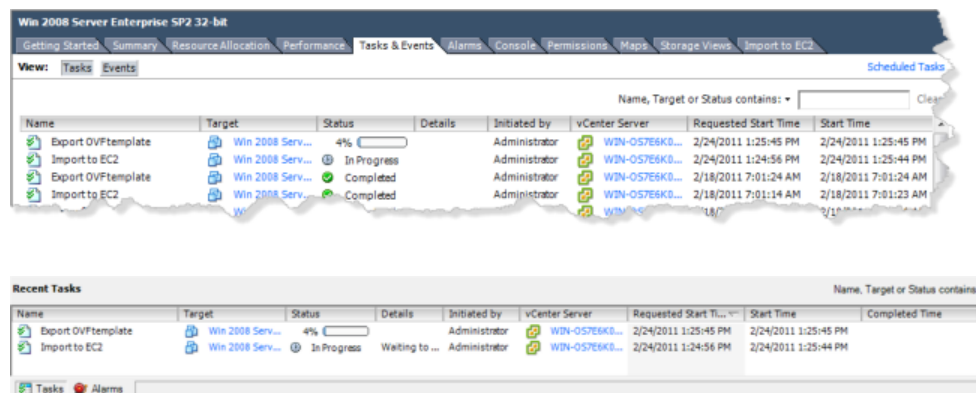 Win 2008 Server Enterprise SP2 32-bit
Getting Started Summary Resource Allocation Performance Tasks & Events Alarms Console Permissions Maps Storage Views Import to EC2
View: Tasks Events Scheduled Tasks
Name, Target or Status contains: Clear
Name Target Status Details Initiated by vCenter Server Requested Start Time Start Time
Export OVFtemplate Win 2008 Serv... 4% Administrator WIN-OS7E6K0... 2/24/2011 1:25:45 PM 2/24/2011 1:25:45 PM
Import to EC2 Win 2008 Serv... In Progress Administrator WIN-OS7E6K0... 2/24/2011 1:24:56 PM 2/24/2011 1:25:44 PM
Export OVFtemplate Win 2008 Serv... Completed Administrator WIN-OS7E6K0... 2/18/2011 7:01:24 AM 2/18/2011 7:01:24 AM
Import to EC2 Win 2008 Serv... Completed Administrator WIN-OS7E6K0... 2/18/2011 7:01:14 AM 2/18/2011 7:01:23 AM
Recent Tasks Name, Target or Status contains
Name Target Status Details Initiated by vCenter Server Requested Start Ti... Start Time Completed Time
Export OVFtemplate Win 2008 Serv... 4% Administrator WIN-OS7E6K0... 2/24/2011 1:25:45 PM 2/24/2011 1:25:45 PM
Import to EC2 Win 2008 Serv... In Progress Waiting to ... Administrator WIN-OS7E6K0... 2/24/2011 1:24:56 PM 2/24/2011 1:25:44 PM
Tasks Alarms